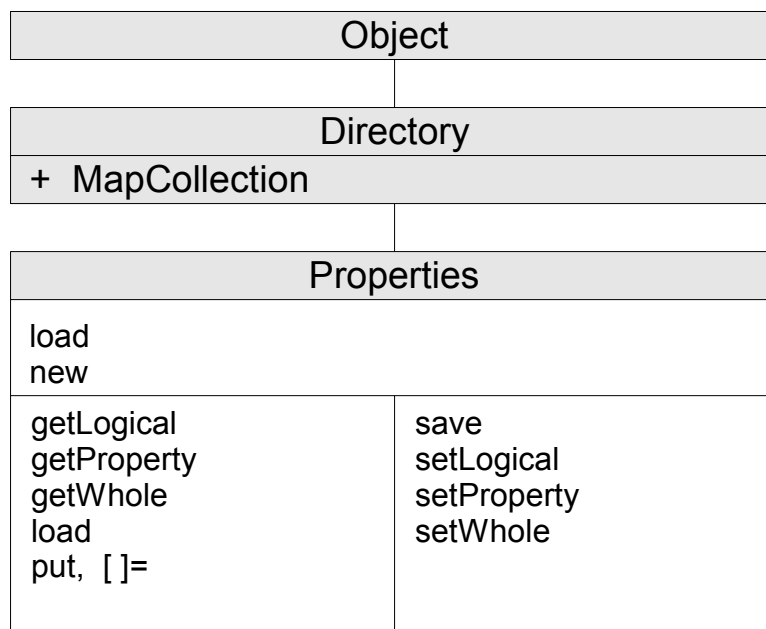 Object
Directory
+ MapCollection
Properties
load
new
getLogical
getProperty
getWhole
load
put, [ ]=
save
setLogical
setProperty
setWhole